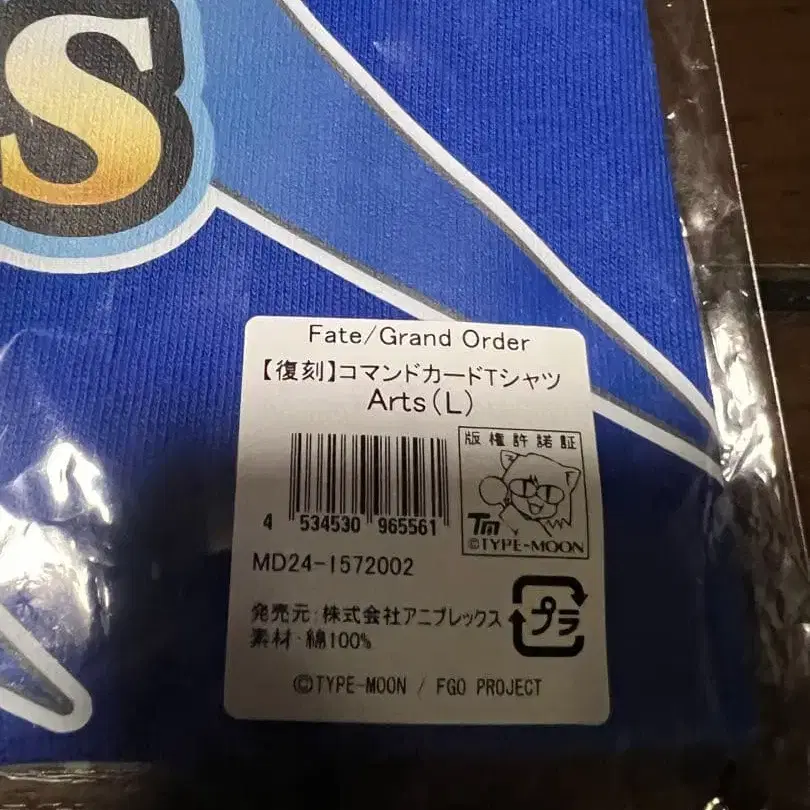 S
Fate/Grand Order
【復刻】コマンドカードTシャツ
Arts(L)
版権許諾証
TM
©TYPE-MOON
4 534530 965561
MD24-1572002
発売元:株式会社アニプレックス
素材・綿100%
プラ
©TYPE-MOON / FGO PROJECT